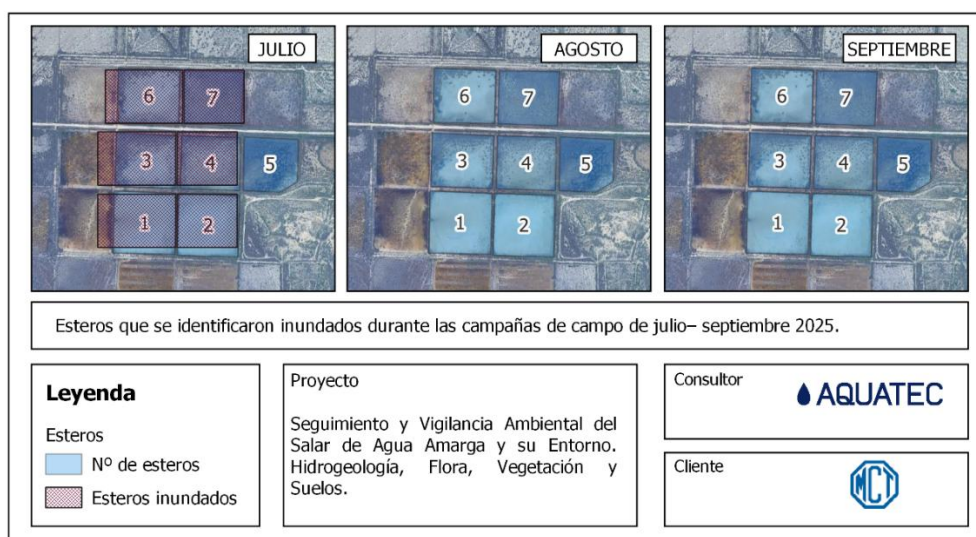 JULIO
AGOSTO
SEPTIEMBRE
6 7
3 4 5
1 2
6 7
3 4 5
1 2
6 7
3 4 5
1 2
Esteros que se identificaron inundados durante las campañas de campo de julio– septiembre 2025.
Leyenda
Esteros
Nº de esteros
Esteros inundados
Proyecto
Seguimiento y Vigilancia Ambiental del
Salar de Agua Amarga y su Entorno.
Hidrogeología, Flora, Vegetación y
Suelos.
Consultor
AQUATEC
Cliente
MCT